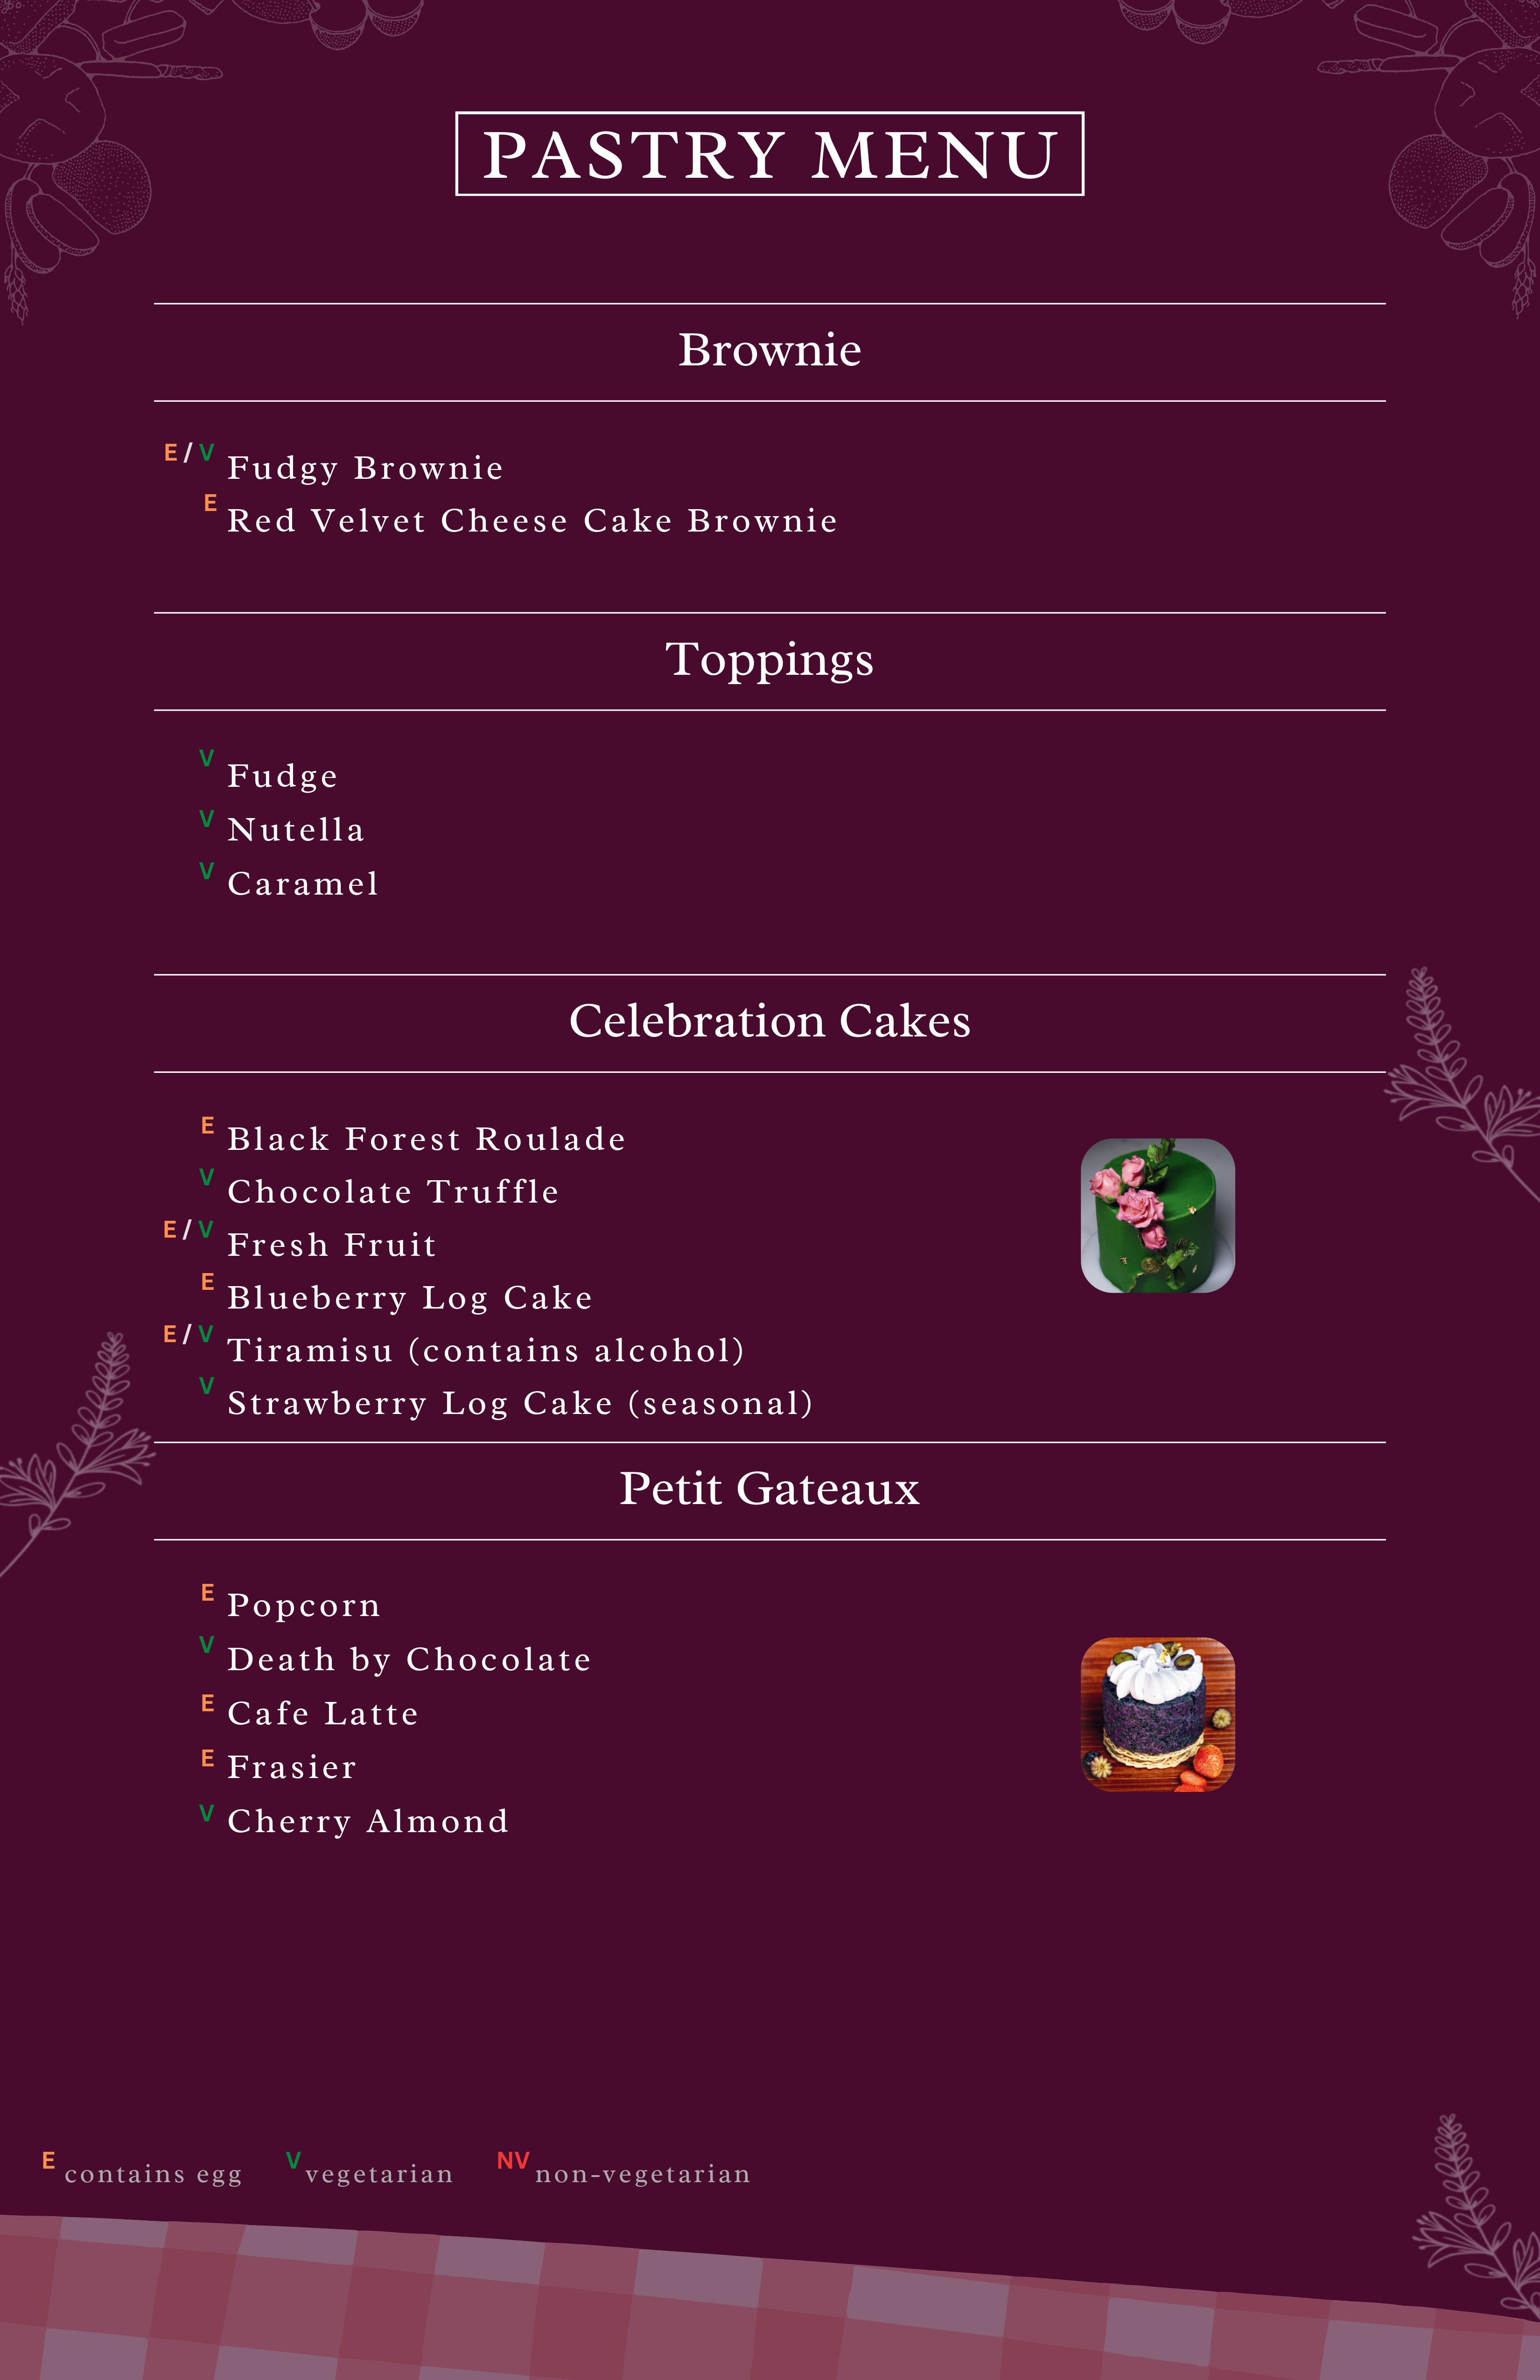 PASTRY MENU
Brownie
E/V Fudgy Brownie
E Red Velvet Cheese Cake Brownie
Toppings
V Fudge
V Nutella
V Caramel
Celebration Cakes
E Black Forest Roulade
V Chocolate Truffle
E/V Fresh Fruit
E Blueberry Log Cake
E/V Tiramisu (contains alcohol)
V Strawberry Log Cake (seasonal)
Petit Gateaux
E Popcorn
V Death by Chocolate
E Cafe Latte
E Frasier
V Cherry Almond
E contains egg V vegetarian NV non-vegetarian